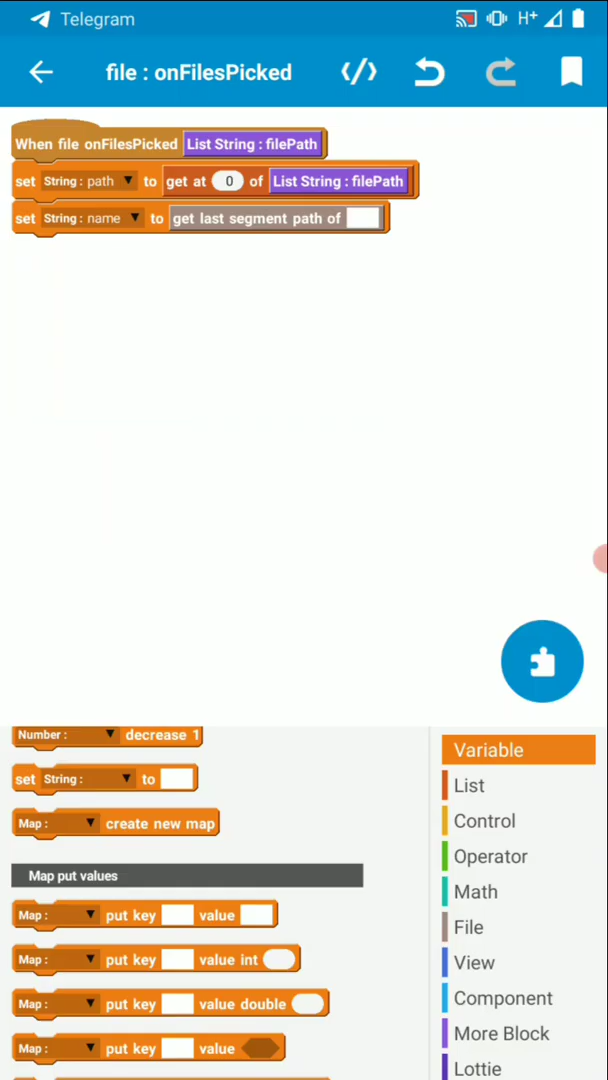 Telegram
H+
file : onFilesPicked
When file onFilesPicked List String : filePath
set String: path ▼ to get at 0 of List String : filePath
set String: name ▼ to get last segment path of
Number: ▼ decrease 1
set String: ▼ to
Map: ▼ create new map
Map put values
Map: ▼ put key value
Map: ▼ put key value int
Map: ▼ put key value double
Map: ▼ put key value
Variable
List
Control
Operator
Math
File
View
Component
More Block
Lottie